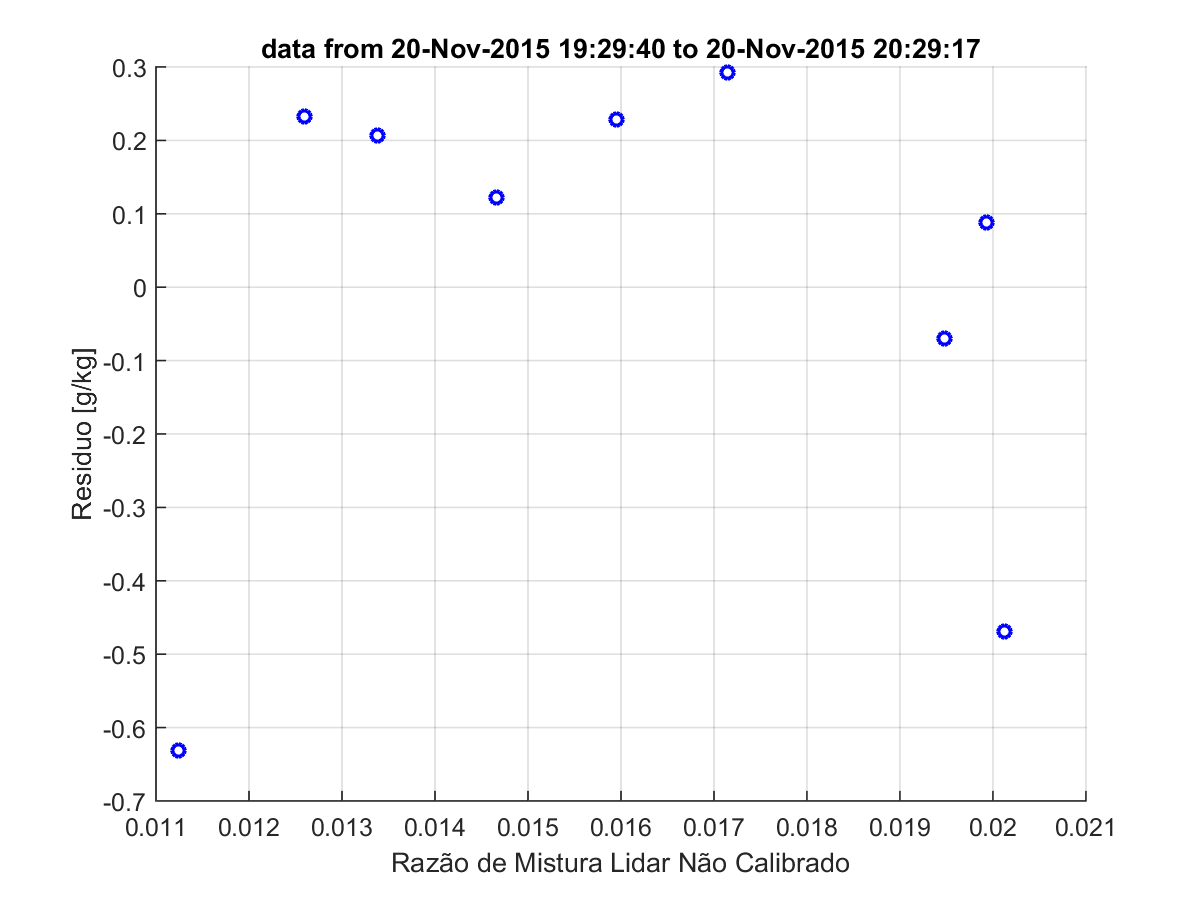 data from 20-Nov-2015 19:29:40 to 20-Nov-2015 20:29:17
0.3
0.2
0.1
0
-0.1
-0.2
-0.3
-0.4
-0.5
-0.6
-0.7
Residuo [g/kg]
0.011 0.012 0.013 0.014 0.015 0.016 0.017 0.018 0.019 0.02 0.021
Razão de Mistura Lidar Não Calibrado